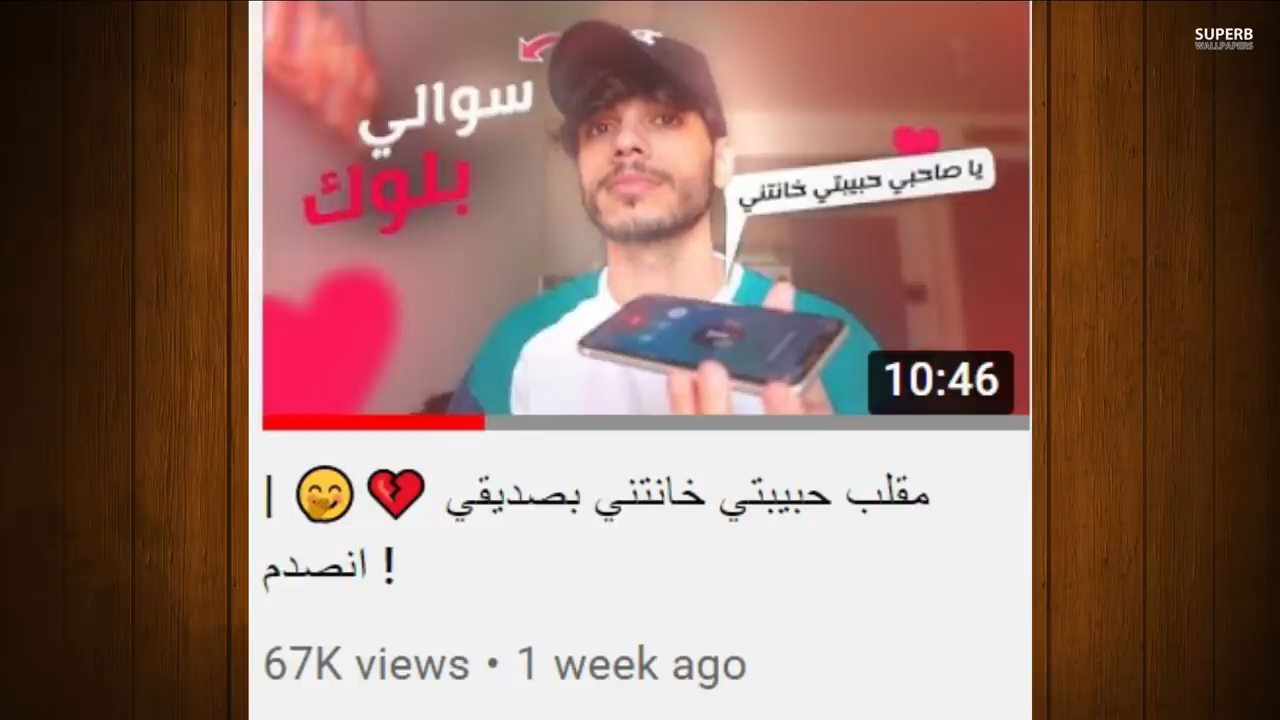 SUPERB
WALLPAPERS
سوالي
بلوك
يا صاحبي حبيبتي خانتني
10:46
مقلب حبيبتي خانتني بصديقي 💔🤭 |
انصدم !
67K views • 1 week ago